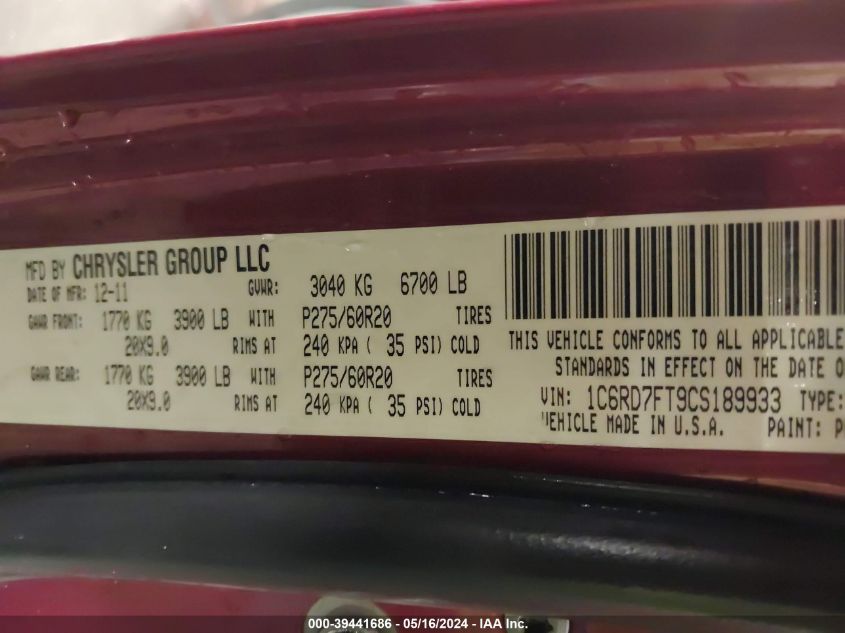 MFD BY CHRYSLER GROUP LLC
DATE OF MFR: 12-11 GVWR: 3040 KG 6700 LB
GAWR FRONT: 1770 KG 3900 LB WITH P275/60R20 TIRES
20X9.0 RIMS AT 240 KPA ( 35 PSI) COLD
GAWR REAR: 1770 KG 3900 LB WITH P275/60R20 TIRES
20X9.0 RIMS AT 240 KPA ( 35 PSI) COLD
THIS VEHICLE CONFORMS TO ALL APPLICABLE
STANDARDS IN EFFECT ON THE DATE O
VIN: 1C6RD7FT9CS189933 TYPE:
VEHICLE MADE IN U.S.A. PAINT: P
000-39441686 - 05/16/2024 - IAA Inc.